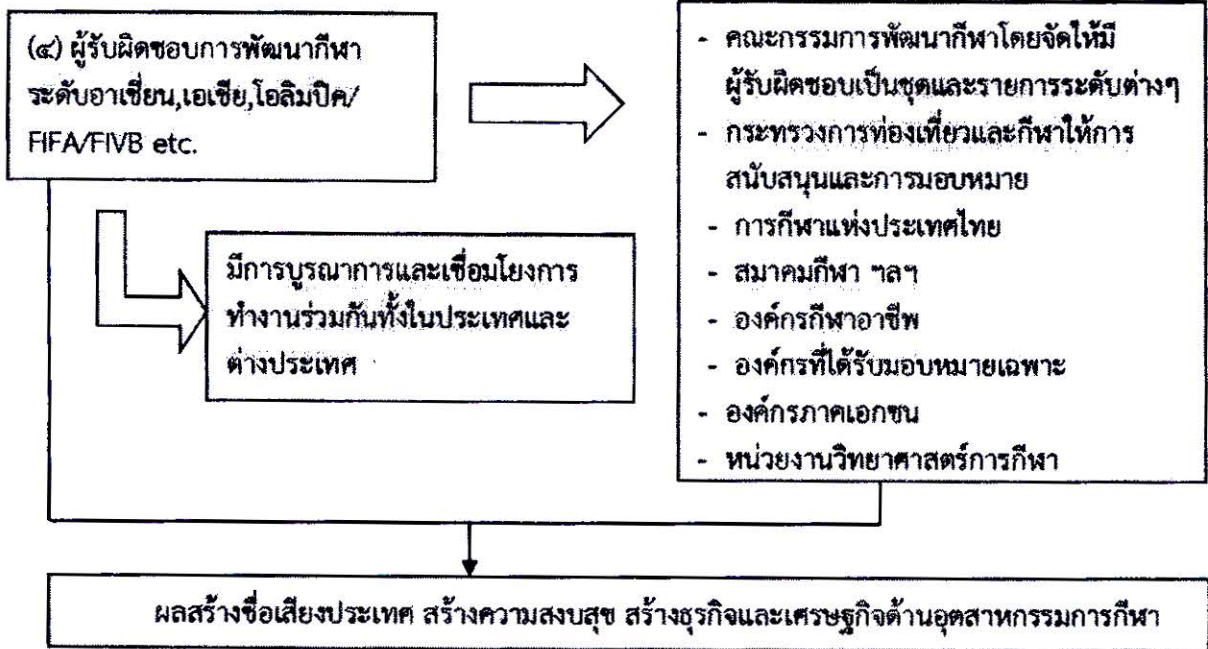 (๔) ผู้รับผิดชอบการพัฒนากีฬา
ระดับอาเซียน,เอเชีย,โอลิมปิค/
FIFA/FIVB etc.
- คณะกรรมการพัฒนากีฬาโดยจัดให้มี
ผู้รับผิดชอบเป็นชุดและรายการระดับต่างๆ
- กระทรวงการท่องเที่ยวและกีฬาให้การ
สนับสนุนและการมอบหมาย
- การกีฬาแห่งประเทศไทย
- สมาคมกีฬา ฯลฯ
- องค์กรกีฬาอาชีพ
- องค์กรที่ได้รับมอบหมายเฉพาะ
- องค์กรภาคเอกชน
- หน่วยงานวิทยาศาสตร์การกีฬา
มีการบูรณาการและเชื่อมโยงการ
ทำงานร่วมกันทั้งในประเทศและ
ต่างประเทศ
ผลสร้างชื่อเสียงประเทศ สร้างความสงบสุข สร้างธุรกิจและเศรษฐกิจด้านอุตสาหกรรมการกีฬา